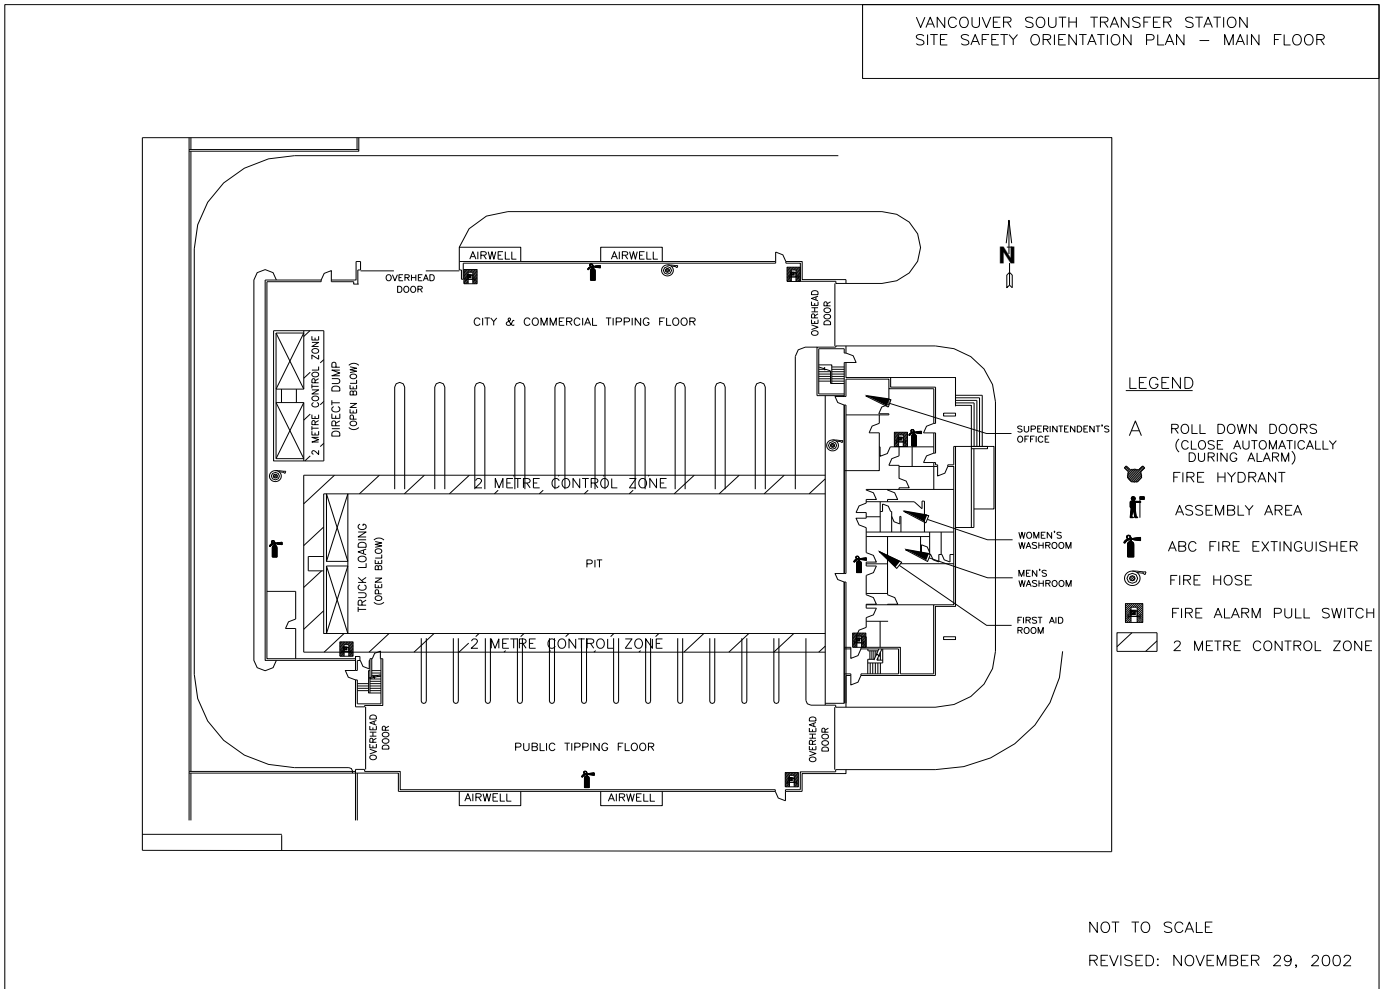 VANCOUVER SOUTH TRANSFER STATION
SITE SAFETY ORIENTATION PLAN – MAIN FLOOR
AIRWELL
AIRWELL
N
OVERHEAD
DOOR
OVERHEAD
DOOR
CITY & COMMERCIAL TIPPING FLOOR
2 METRE CONTROL ZONE
DIRECT DUMP
(OPEN BELOW)
SUPERINTENDENT'S
OFFICE
2 METRE CONTROL ZONE
TRUCK LOADING
(OPEN BELOW)
PIT
WOMEN'S
WASHROOM
MEN'S
WASHROOM
FIRST AID
ROOM
2 METRE CONTROL ZONE
OVERHEAD
DOOR
PUBLIC TIPPING FLOOR
OVERHEAD
DOOR
AIRWELL
AIRWELL
LEGEND
A ROLL DOWN DOORS
(CLOSE AUTOMATICALLY
DURING ALARM)
FIRE HYDRANT
ASSEMBLY AREA
ABC FIRE EXTINGUISHER
FIRE HOSE
FIRE ALARM PULL SWITCH
2 METRE CONTROL ZONE
NOT TO SCALE
REVISED: NOVEMBER 29, 2002